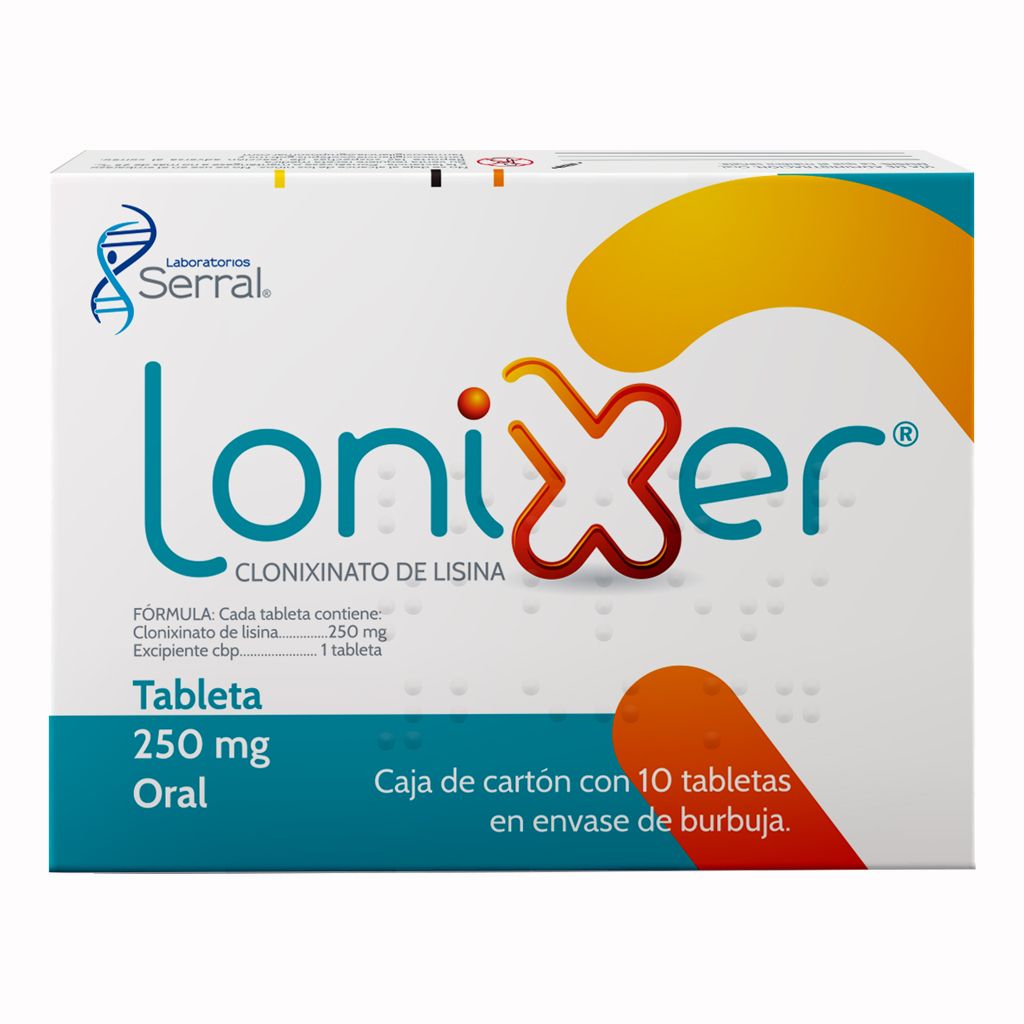 Laboratorios
Serral®
Lonixer®
CLONIXINATO DE LISINA
FÓRMULA: Cada tableta contiene:
Clonixinato de lisina..............250 mg
Excipiente cbp...................... 1 tableta
Tableta
250 mg
Oral
Caja de cartón con 10 tabletas
en envase de burbuja.